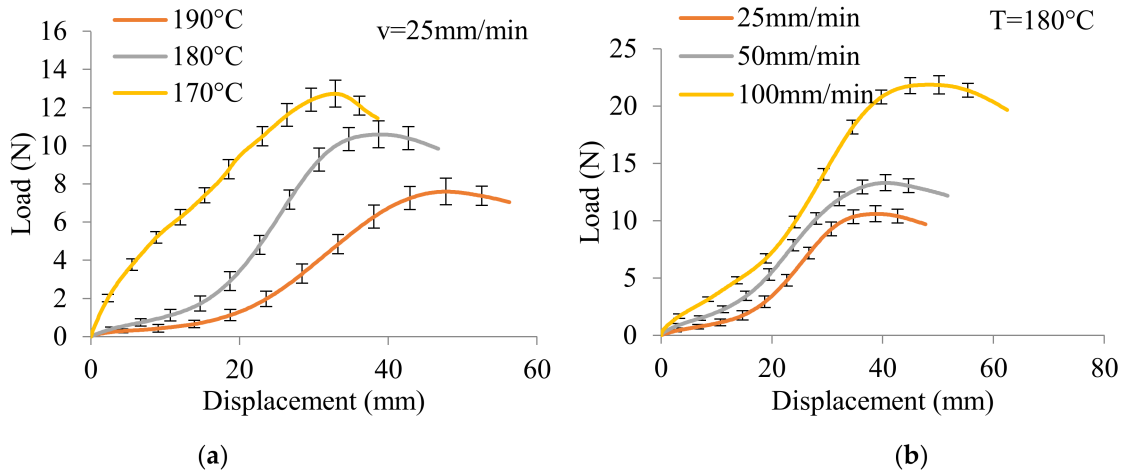 190°C
180°C
170°C
v=25mm/min
16
14
12
10
8
6
4
2
0
Load (N)
0 20 40 60
Displacement (mm)
(a)
25mm/min
50mm/min
100mm/min
T=180°C
25
20
15
10
5
0
Load (N)
0 20 40 60 80
Displacement (mm)
(b)